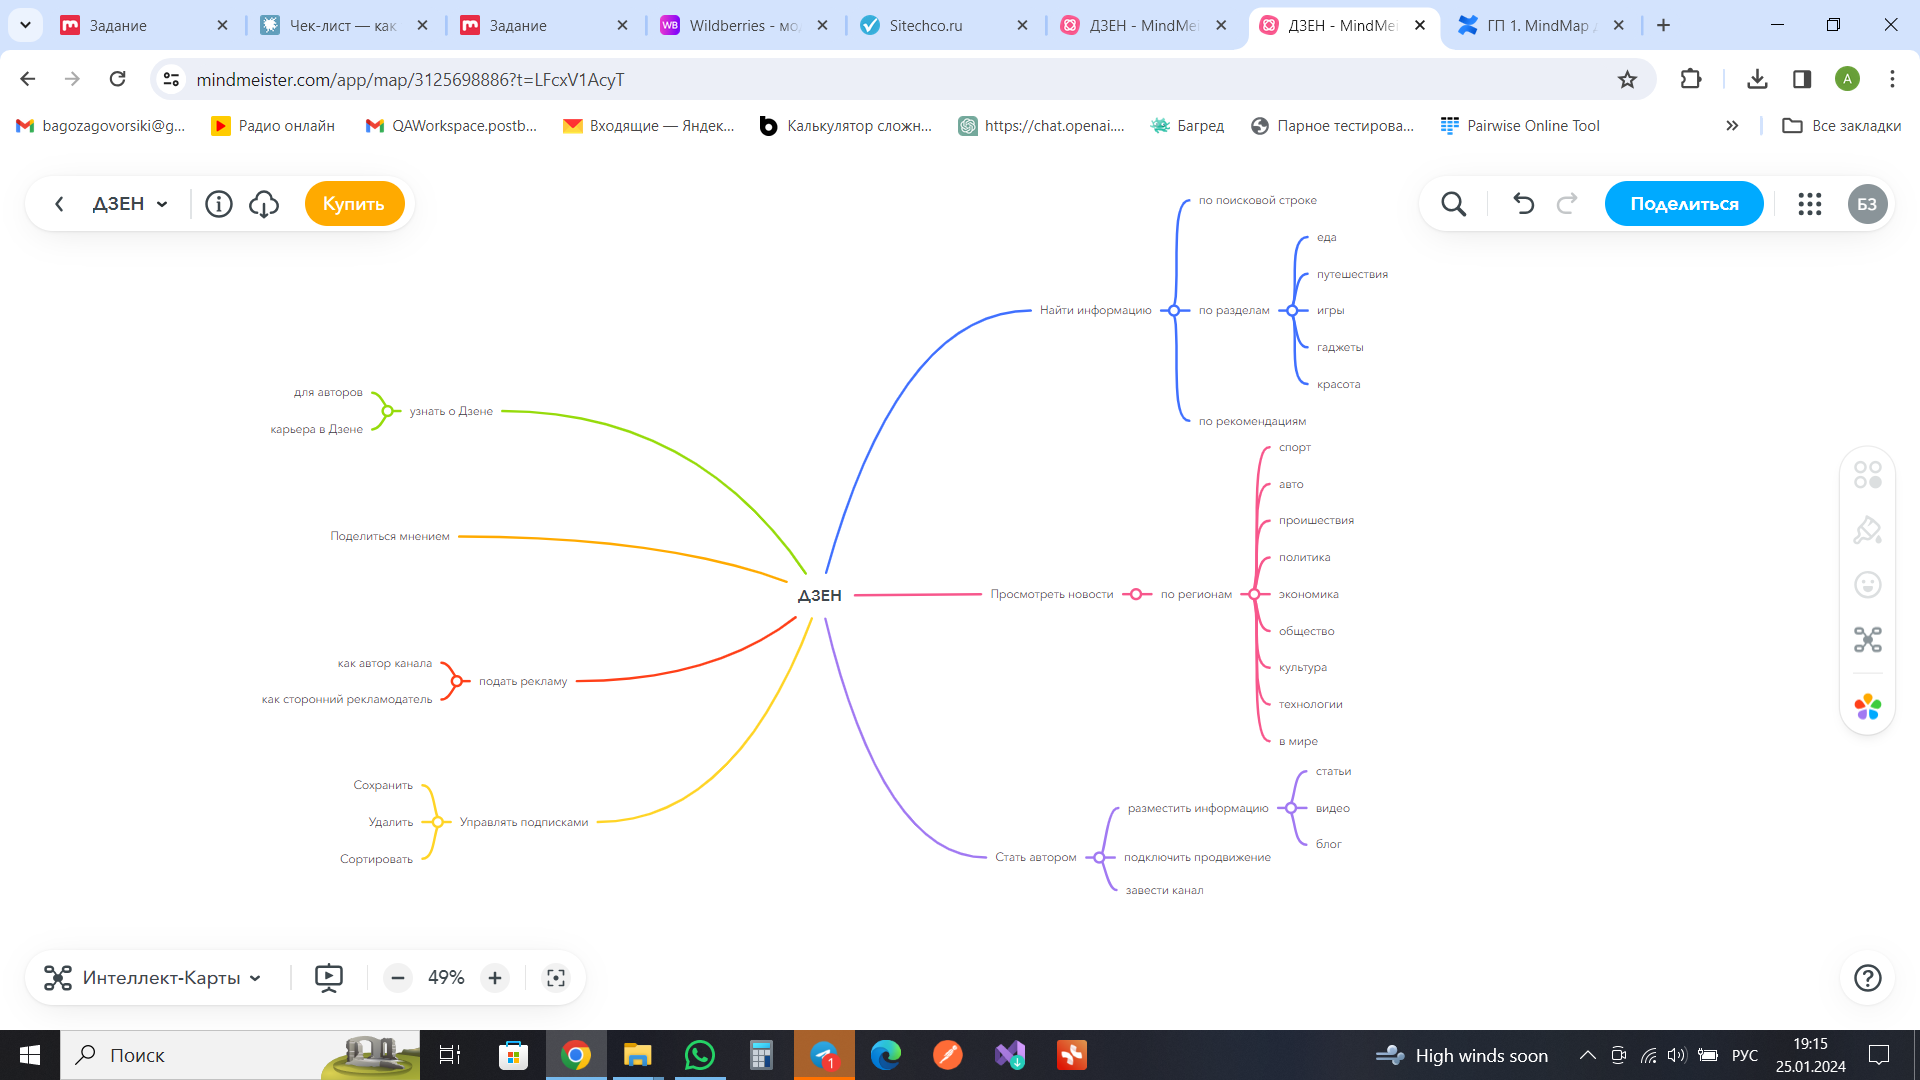 Задание
Чек-лист — как
Задание
Wildberries - мо
Sitechco.ru
ДЗЕН - MindMei
ДЗЕН - MindMei
ГП 1. MindMap
mindmeister.com/app/map/3125698886?t=LFcxV1AcyT
A
bagozagovorsiki@g...
Радио онлайн
QAWorkspace.postb...
Входящие — Яндек...
Калькулятор сложн...
https://chat.openai....
Багред
Парное тестирова...
Pairwise Online Tool
Все закладки
ДЗЕН
Купить
Поделиться
БЗ
по поисковой строке
еда
путешествия
Найти информацию
по разделам
игры
гаджеты
красота
по рекомендациям
для авторов
узнать о Дзене
карьера в Дзене
спорт
авто
проишествия
Поделиться мнением
политика
ДЗЕН
Просмотреть новости
по регионам
экономика
общество
культура
как автор канала
подать рекламу
как сторонний рекламодатель
технологии
в мире
статьи
Сохранить
разместить информацию
видео
Удалить
Управлять подписками
блог
Сортировать
Стать автором
подключить продвижение
завести канал
Интеллект-Карты
49%
Поиск
1
High winds soon
РУС
19:15
25.01.2024